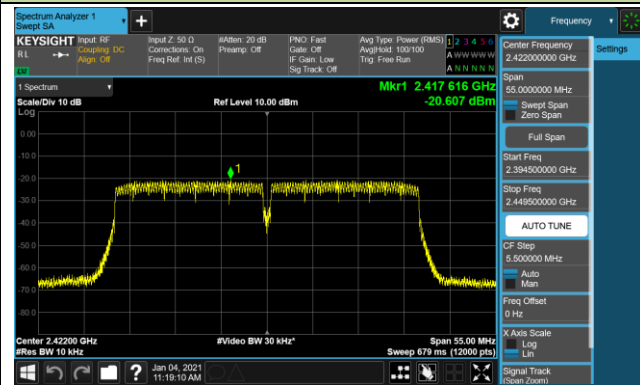 Spectrum Analyzer 1
Swept SA
Frequency
KEYSIGHT
RL
Input: RF
Coupling: DC
Align: Off
Input Z: 50 Ω
Corrections: On
Freq Ref: Int (S)
#Atten: 20 dB
Preamp: Off
PNO: Fast
Gate: Off
IF Gain: Low
Sig Track: Off
Avg Type: Power (RMS)
Avg|Hold: 100/100
Trig: Free Run
1 2 3 4 5 6
A W W W W W
A N N N N N
1 Spectrum
Scale/Div 10 dB
Ref Level 10.00 dBm
Mkr1 2.417 616 GHz
-20.607 dBm
Log
0.00
-10.0
-20.0
-30.0
-40.0
-50.0
-60.0
-70.0
-80.0
1
Center 2.42200 GHz
#Res BW 10 kHz
#Video BW 30 kHz*
Span 55.00 MHz
Sweep 679 ms (12000 pts)
Jan 04, 2021
11:19:10 AM
Center Frequency
2.422000000 GHz
Settings
Span
55.0000000 MHz
Swept Span
Zero Span
Full Span
Start Freq
2.394500000 GHz
Stop Freq
2.449500000 GHz
AUTO TUNE
CF Step
5.500000 MHz
Auto
Man
Freq Offset
0 Hz
X Axis Scale
Log
Lin
Signal Track
(Span Zoom)